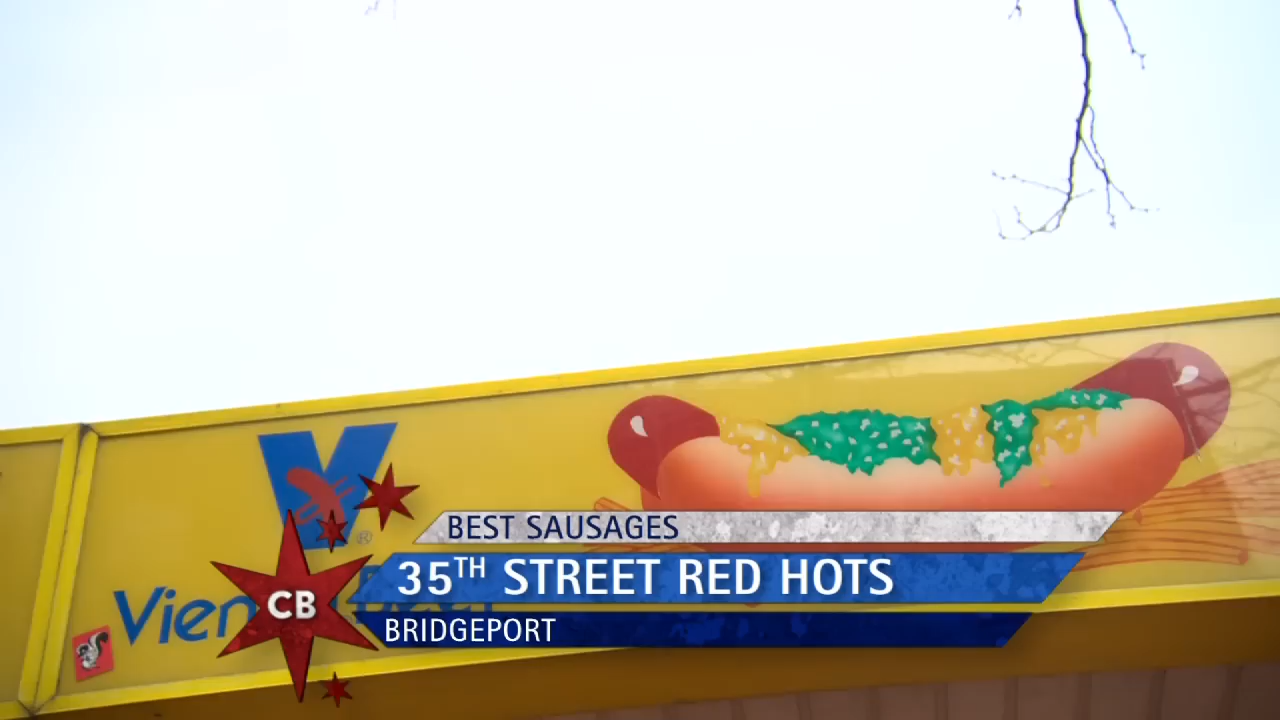 V ®
Vien
BEST SAUSAGES
35TH STREET RED HOTS
CB
BRIDGEPORT